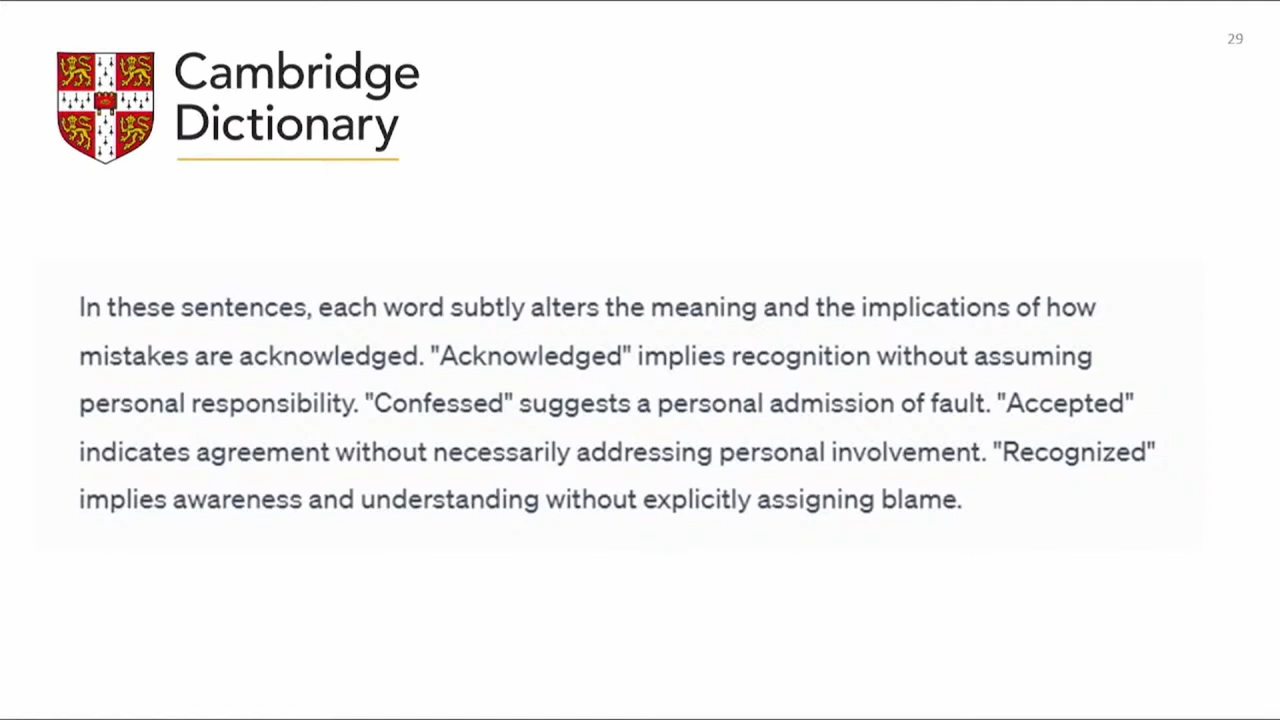 29
Cambridge
Dictionary
In these sentences, each word subtly alters the meaning and the implications of how
mistakes are acknowledged. "Acknowledged" implies recognition without assuming
personal responsibility. "Confessed" suggests a personal admission of fault. "Accepted"
indicates agreement without necessarily addressing personal involvement. "Recognized"
implies awareness and understanding without explicitly assigning blame.